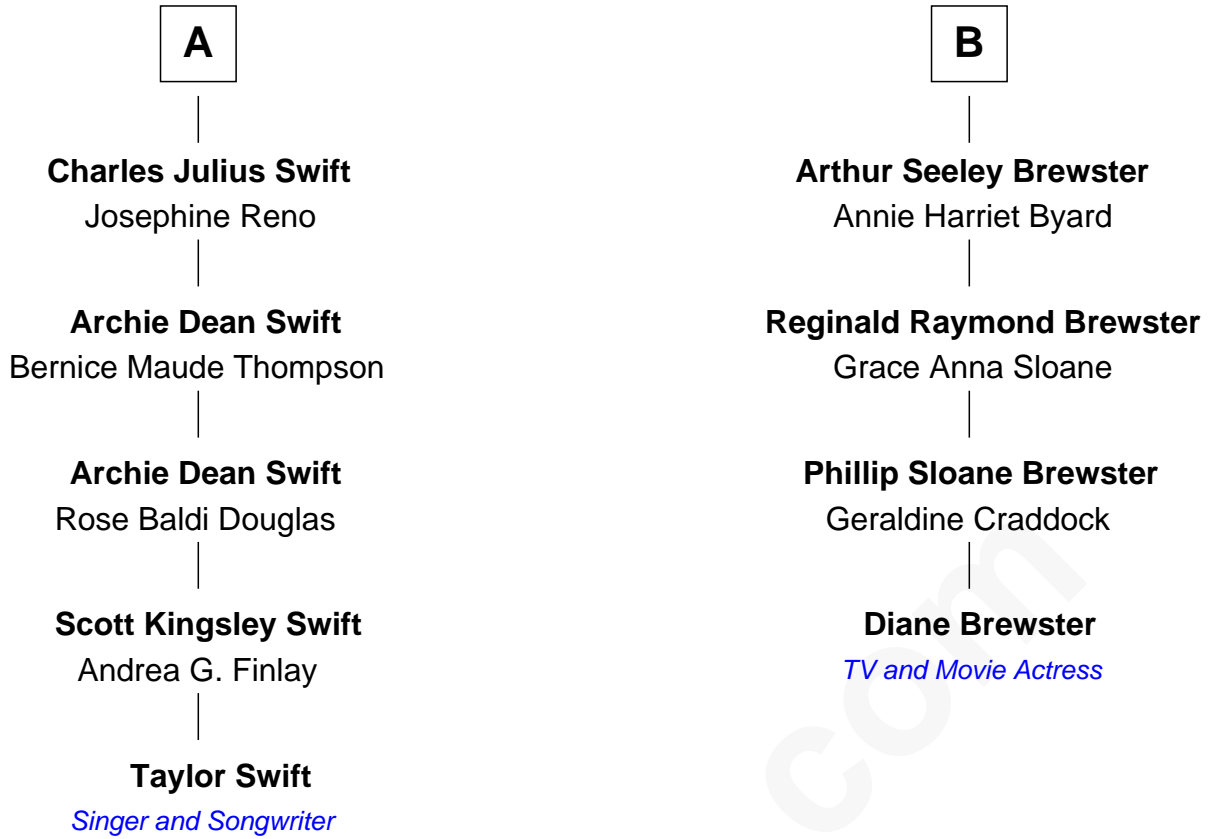 A
Charles Julius Swift
Josephine Reno
Archie Dean Swift
Bernice Maude Thompson
Archie Dean Swift
Rose Baldi Douglas
Scott Kingsley Swift
Andrea G. Finlay
Taylor Swift
Singer and Songwriter
B
Arthur Seeley Brewster
Annie Harriet Byard
Reginald Raymond Brewster
Grace Anna Sloane
Phillip Sloane Brewster
Geraldine Craddock
Diane Brewster
TV and Movie Actress
com